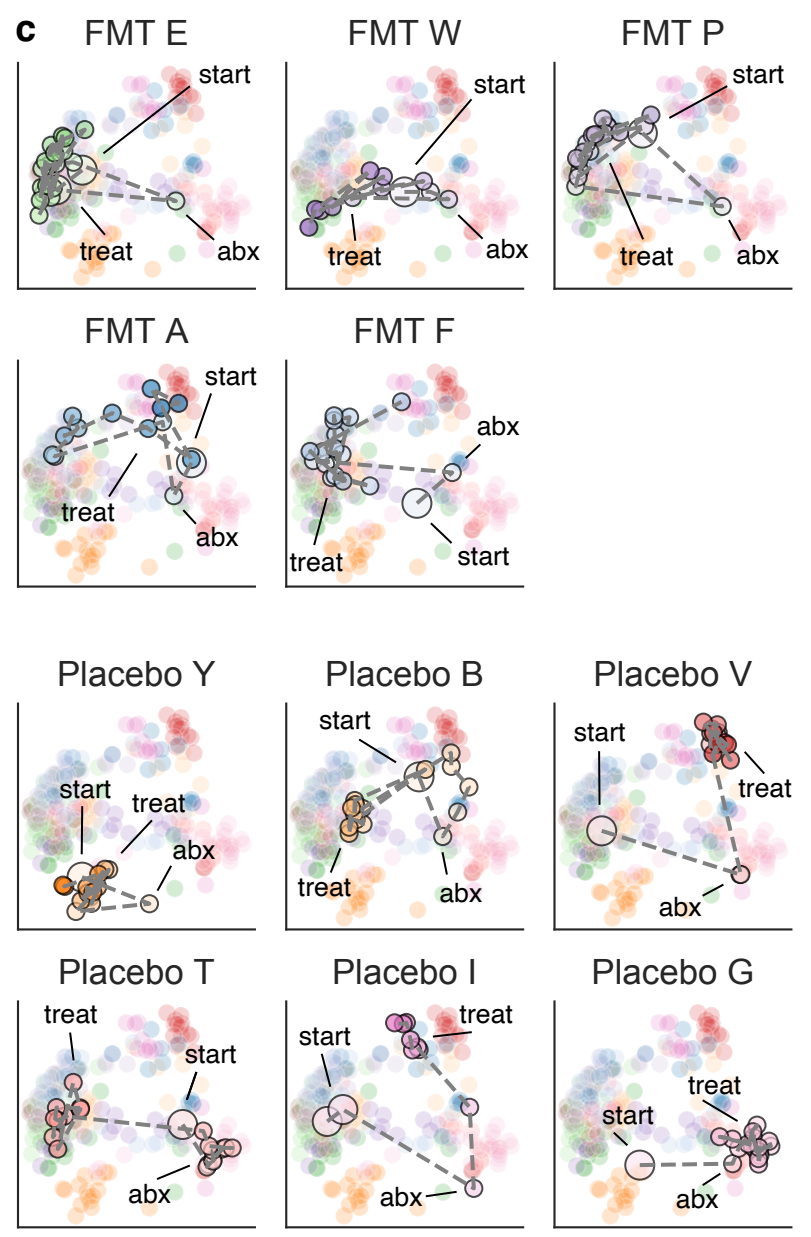 c
FMT E
FMT W
FMT P
start
treat
abx
start
treat
abx
start
treat
abx
FMT A
FMT F
start
treat
abx
abx
treat
start
Placebo Y
Placebo B
Placebo V
start
treat
abx
start
treat
abx
start
treat
abx
Placebo T
Placebo I
Placebo G
treat
start
abx
start
treat
abx
treat
start
abx